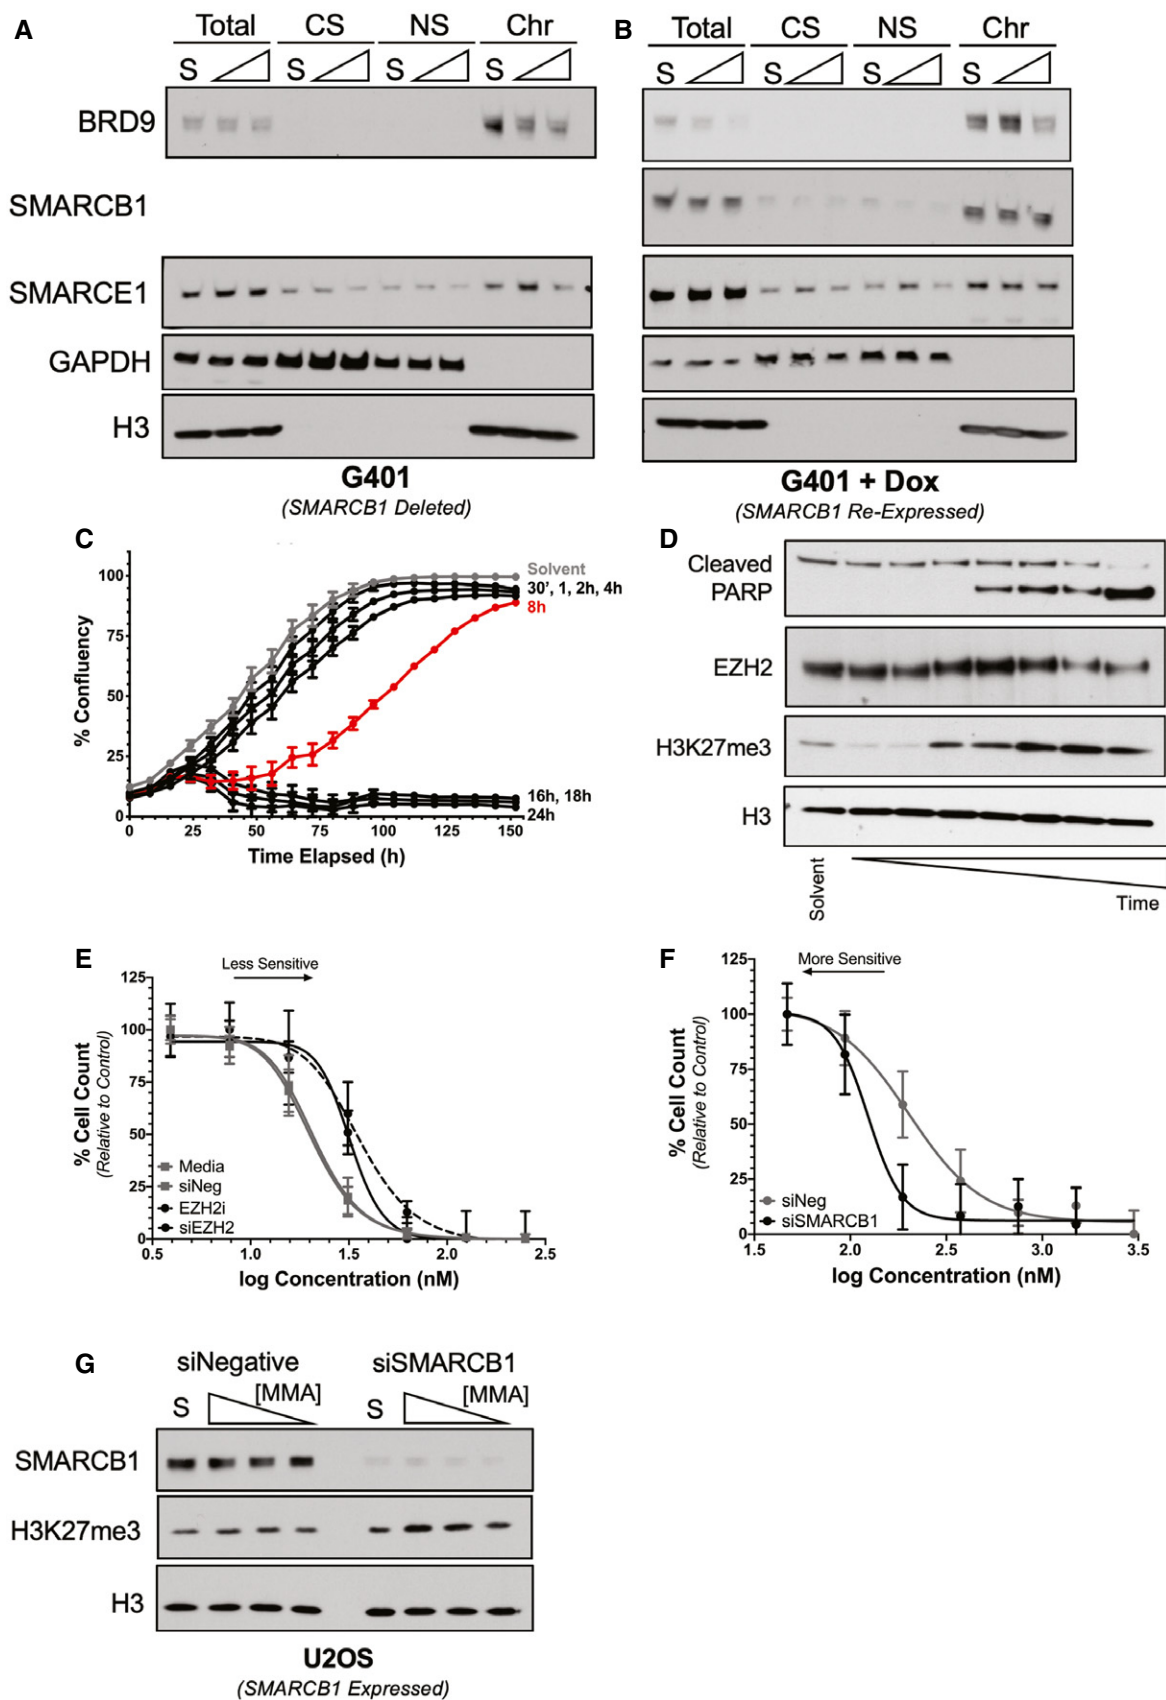 A
Total CS NS Chr
S S S S
BRD9
SMARCB1
SMARCE1
GAPDH
H3
G401
(SMARCB1 Deleted)
B
Total CS NS Chr
S S S S
G401 + Dox
(SMARCB1 Re-Expressed)
C
% Confluency
100
75
50
25
0
0 25 50 75 100 125 150
Time Elapsed (h)
Solvent
30', 1, 2h, 4h
8h
16h, 18h
24h
D
Cleaved
PARP
EZH2
H3K27me3
H3
Solvent
Time
E
Less Sensitive
% Cell Count
(Relative to Control)
125
100
75
50
25
0
Media
siNeg
EZH2i
siEZH2
0.5 1.0 1.5 2.0 2.5
log Concentration (nM)
F
More Sensitive
% Cell Count
(Relative to Control)
125
100
75
50
25
0
siNeg
siSMARCB1
1.5 2.0 2.5 3.0 3.5
log Concentration (nM)
G
siNegative siSMARCB1
[MMA] [MMA]
S S
SMARCB1
H3K27me3
H3
U2OS
(SMARCB1 Expressed)